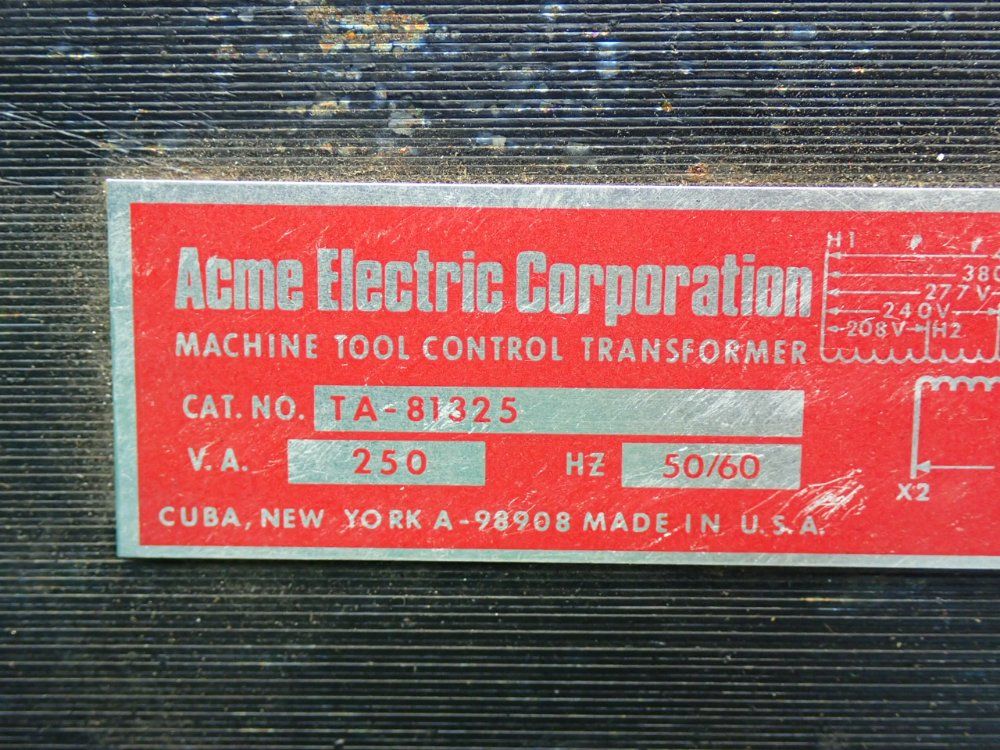 Acme Electric Corporation
MACHINE TOOL CONTROL TRANSFORMER
CAT. NO. TA-81325
V. A. 250 HZ 50/60
CUBA, NEW YORK A-98908 MADE IN U.S.A.
H1
380
277V
240V
208V H2
X2